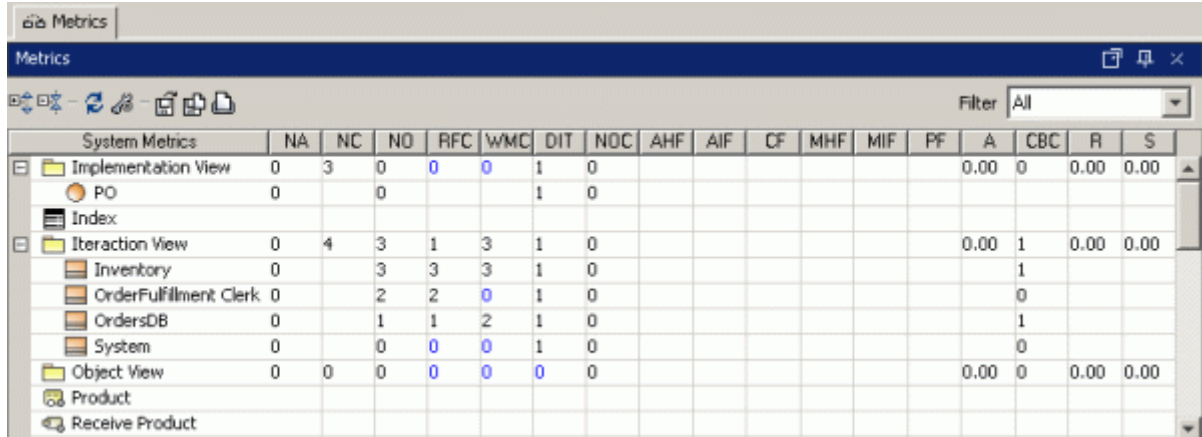 Metrics
Metrics
Filter All
System Metrics NA NC NO RFC WMC DIT NOC AHF AIF CF MHF MIF PF A CBC R S
Implementation View 0 3 0 0 0 1 0 0.00 0 0.00 0.00
PO 0 0 1 0
Index
Iteraction View 0 4 3 1 3 1 0 0.00 1 0.00 0.00
Inventory 0 3 3 3 1 0 1
OrderFulfillment Clerk 0 2 2 0 1 0 0
OrdersDB 0 1 1 2 1 0 1
System 0 0 0 0 1 0 0
Object View 0 0 0 0 0 0 0 0.00 0 0.00 0.00
Product
Receive Product